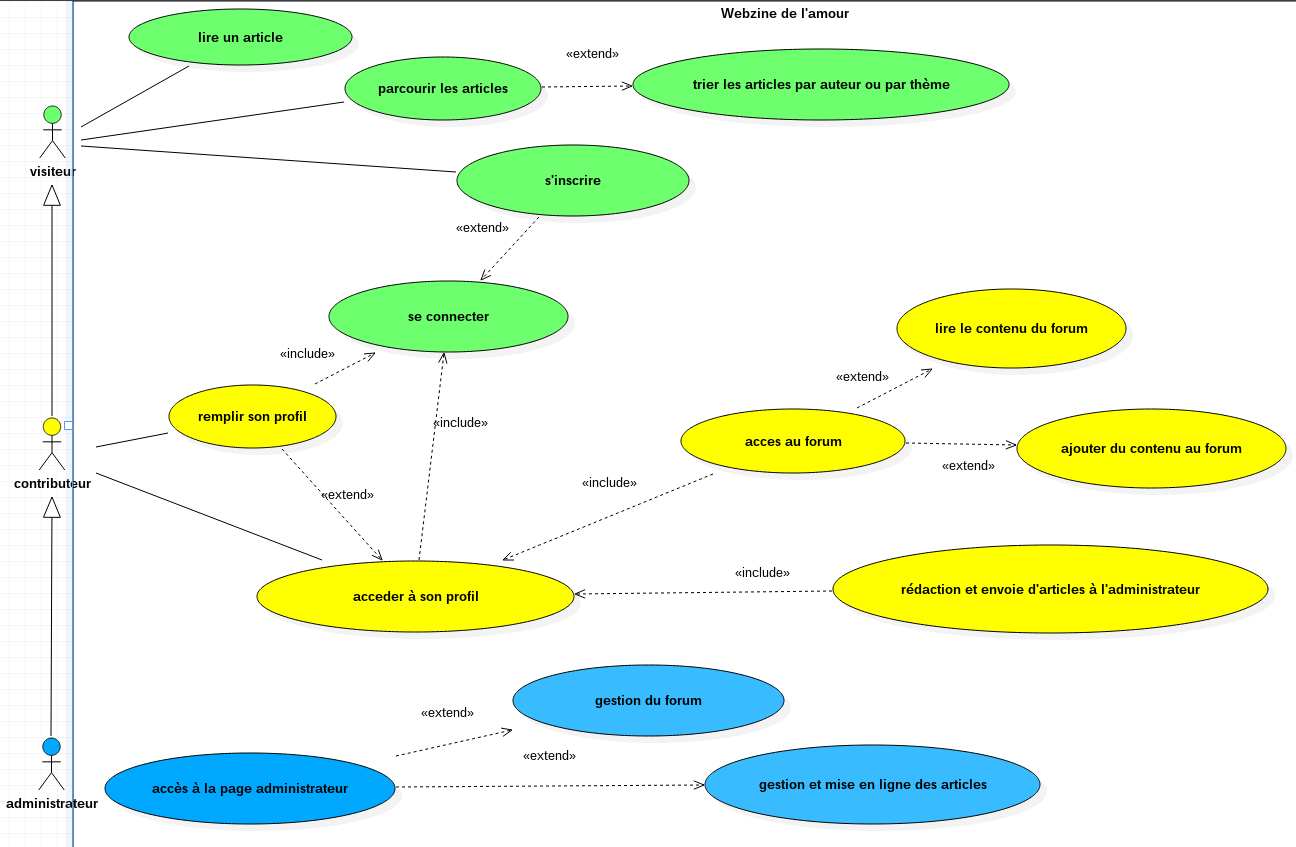 Webzine de l'amour
lire un article
«extend»
parcourir les articles
trier les articles par auteur ou par thème
visiteur
s'inscrire
«extend»
se connecter
lire le contenu du forum
«include»
«extend»
remplir son profil
«include»
acces au forum
ajouter du contenu au forum
«extend»
contributeur
«include»
«extend»
«include»
acceder à son profil
rédaction et envoie d'articles à l'administrateur
gestion du forum
«extend»
«extend»
accès à la page administrateur
gestion et mise en ligne des articles
administrateur